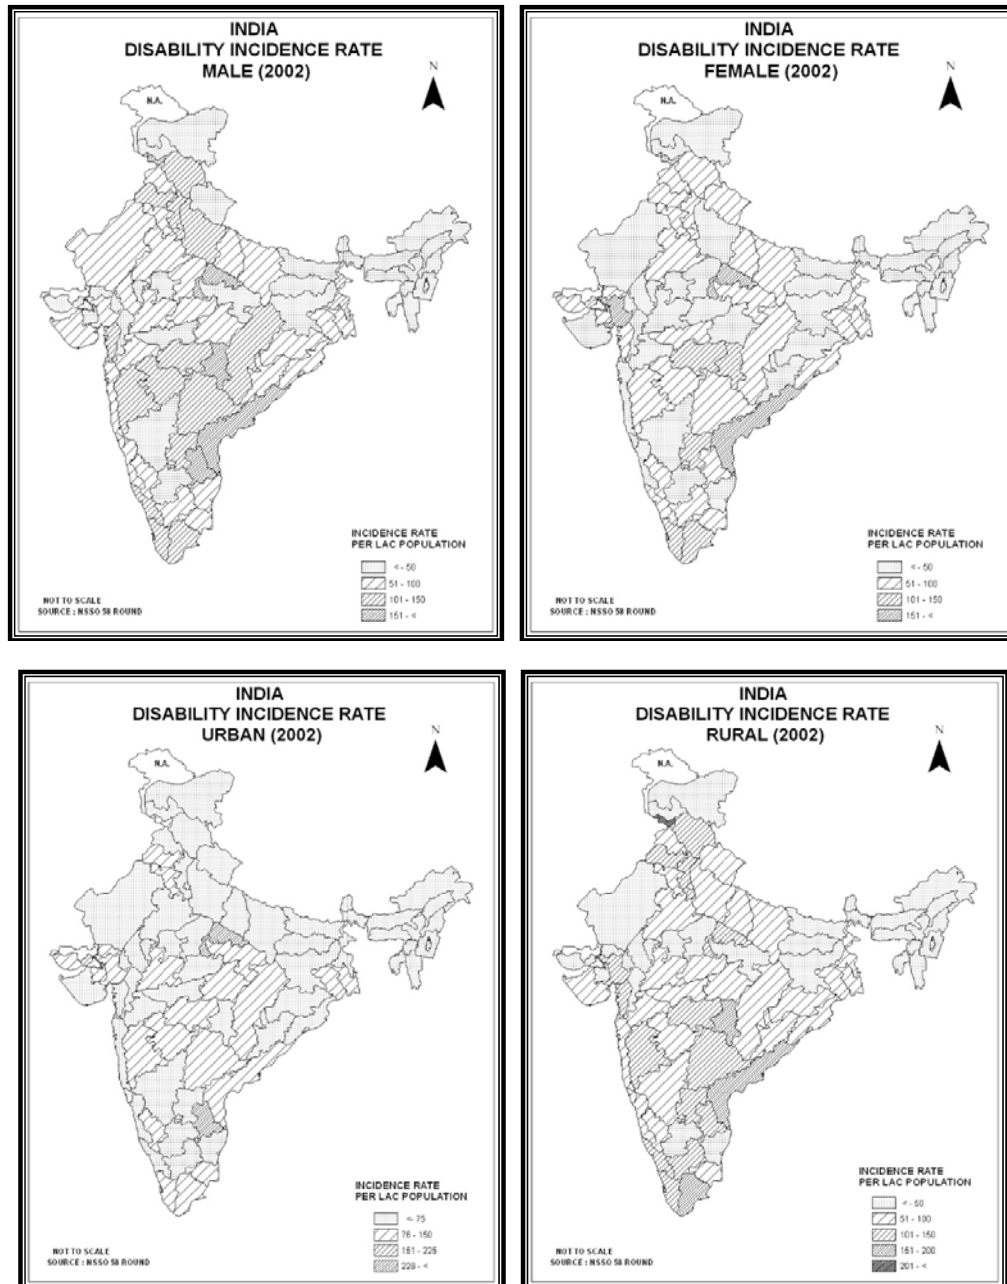 INDIA
DISABILITY INCIDENCE RATE
MALE (2002)
N
N.A.
INCIDENCE RATE
PER LAC POPULATION
<- 50
51 - 100
101 - 150
151 - <
NOT TO SCALE
SOURCE : NSSO 58 ROUND
INDIA
DISABILITY INCIDENCE RATE
FEMALE (2002)
N
N.A.
INCIDENCE RATE
PER LAC POPULATION
<- 50
51 - 100
101 - 150
151 - <
NOT TO SCALE
SOURCE : NSSO 58 ROUND
INDIA
DISABILITY INCIDENCE RATE
URBAN (2002)
N
N.A.
INCIDENCE RATE
PER LAC POPULATION
<- 75
76 - 150
151 - 225
226 - <
NOT TO SCALE
SOURCE : NSSO 58 ROUND
INDIA
DISABILITY INCIDENCE RATE
RURAL (2002)
N
N.A.
INCIDENCE RATE
PER LAC POPULATION
<- 50
51 - 100
101 - 150
151 - 200
201 - <
NOT TO SCALE
SOURCE : NSSO 58 ROUND